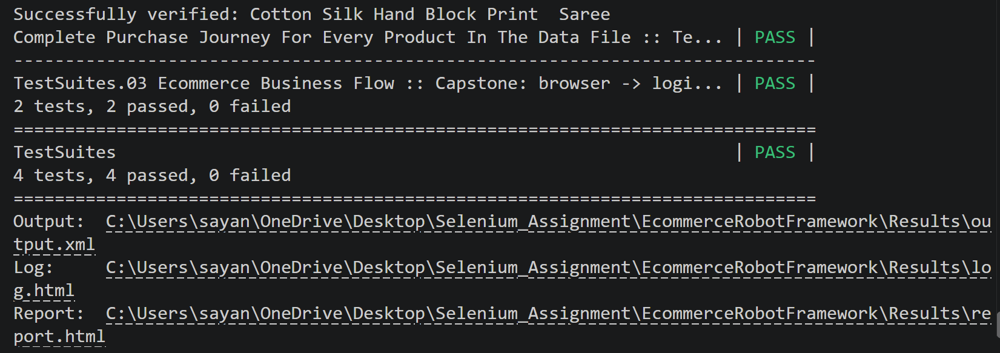 Successfully verified: Cotton Silk Hand Block Print  Saree
Complete Purchase Journey For Every Product In The Data File :: Te... | PASS |
------------------------------------------------------------------------------
TestSuites.03 Ecommerce Business Flow :: Capstone: browser -> logi... | PASS |
2 tests, 2 passed, 0 failed
==============================================================================
TestSuites                                                            | PASS |
4 tests, 4 passed, 0 failed
==============================================================================
Output:  C:\Users\sayan\OneDrive\Desktop\Selenium_Assignment\EcommerceRobotFramework\Results\ou
tput.xml
Log:     C:\Users\sayan\OneDrive\Desktop\Selenium_Assignment\EcommerceRobotFramework\Results\lo
g.html
Report:  C:\Users\sayan\OneDrive\Desktop\Selenium_Assignment\EcommerceRobotFramework\Results\re
port.html